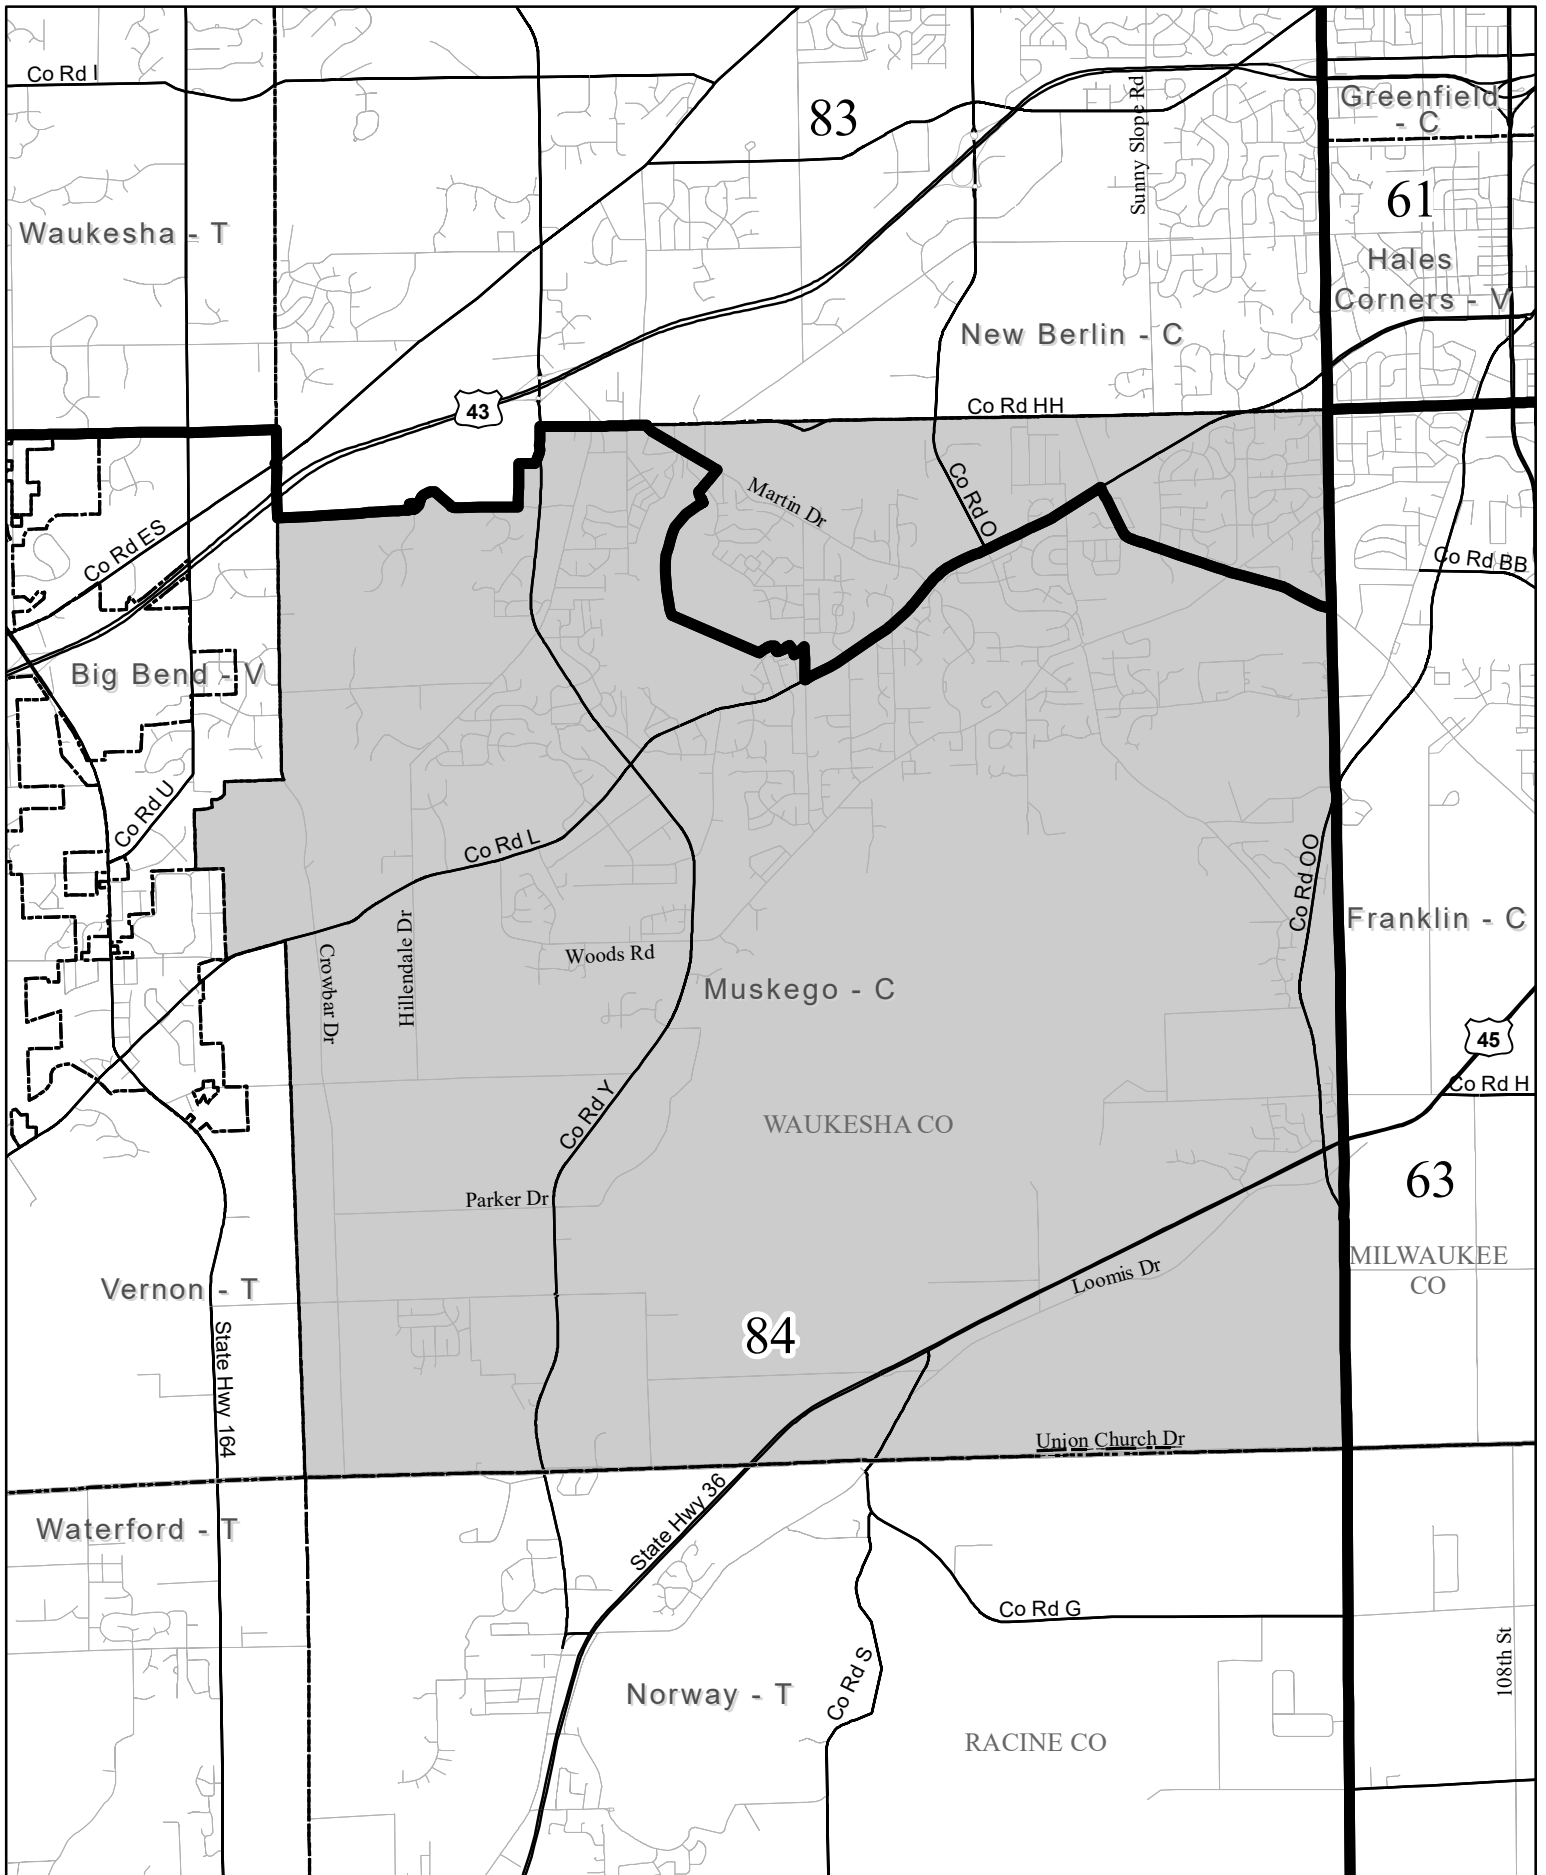 Co Rd I
83
Sunny Slope Rd
Greenfield
- C
61
Waukesha - T
Hales
Corners - V
New Berlin - C
43
Co Rd HH
Martin Dr
Co Rd O
Co Rd ES
Co Rd BB
Big Bend - V
Co Rd U
Co Rd L
Co Rd OO
Franklin - C
Crowbar Dr
Hillendale Dr
Woods Rd
Muskego - C
45
Co Rd H
Co Rd Y
WAUKESHA CO
63
Parker Dr
MILWAUKEE
CO
Vernon - T
Loomis Dr
State Hwy 164
84
Union Church Dr
Waterford - T
State Hwy 36
Co Rd G
Co Rd S
108th St
Norway - T
RACINE CO